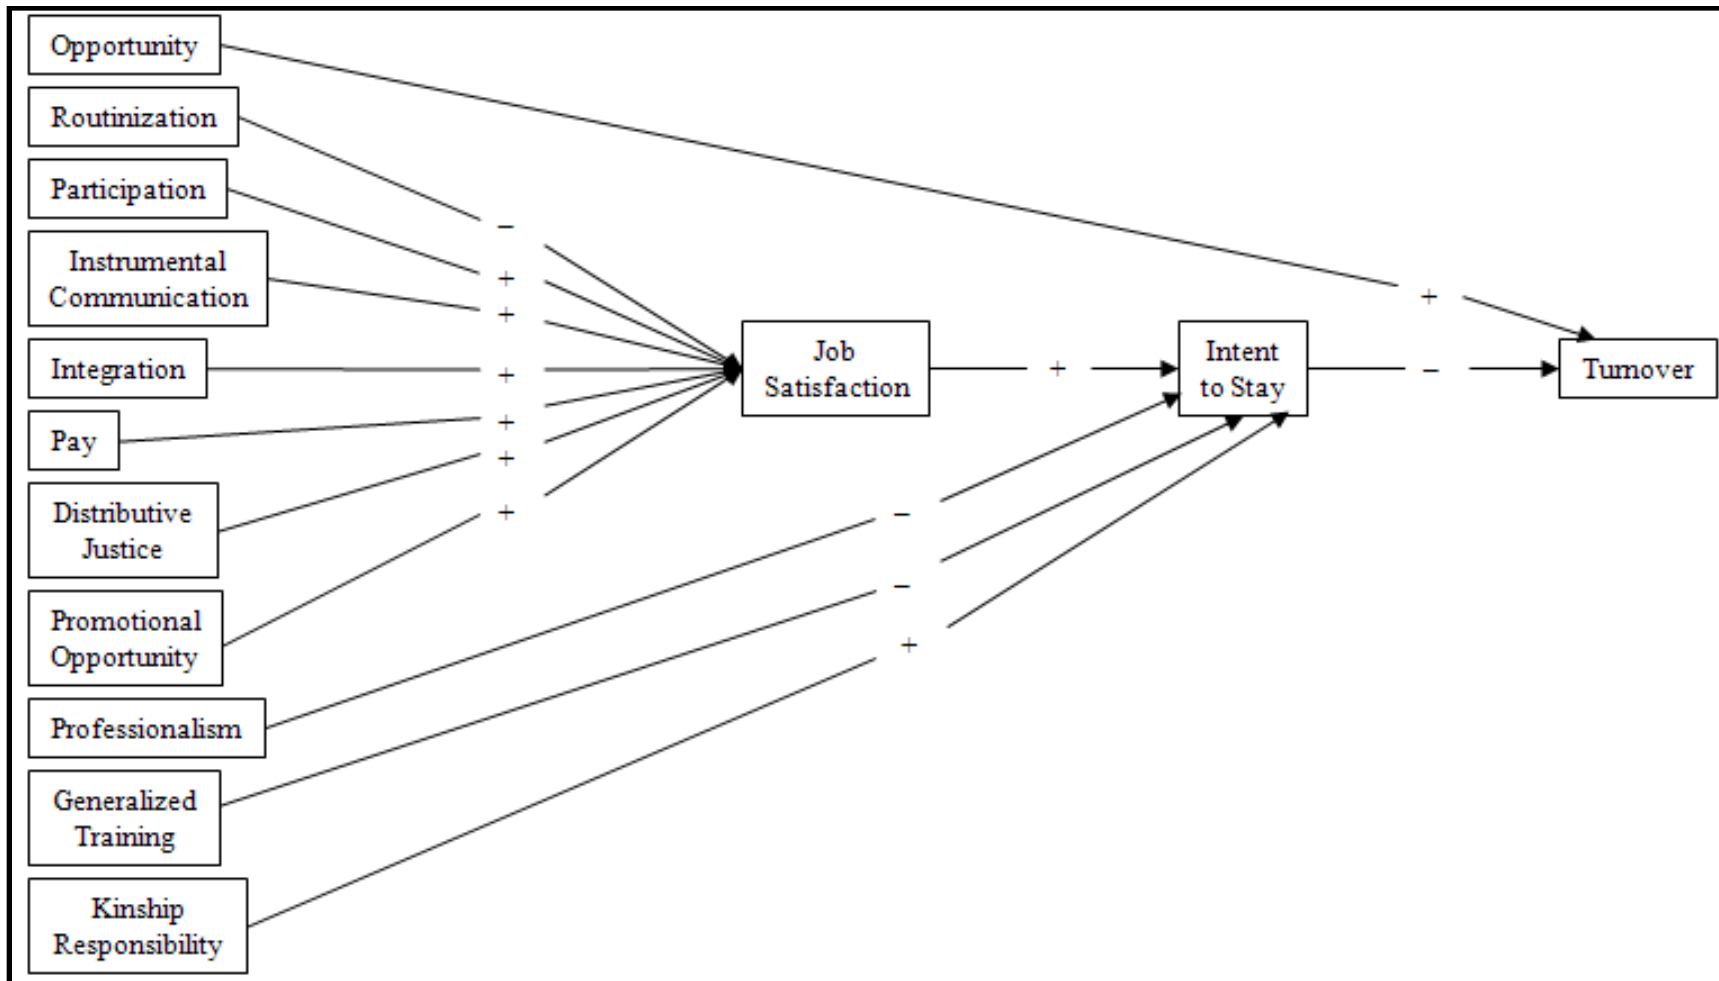 Opportunity
Routinization
Participation
Instrumental
Communication
Integration
Pay
Distributive
Justice
Promotional
Opportunity
Professionalism
Generalized
Training
Kinship
Responsibility
−
+
+
+
+
+
+
Job
Satisfaction
+
−
−
+
Intent
to Stay
+
−
Turnover